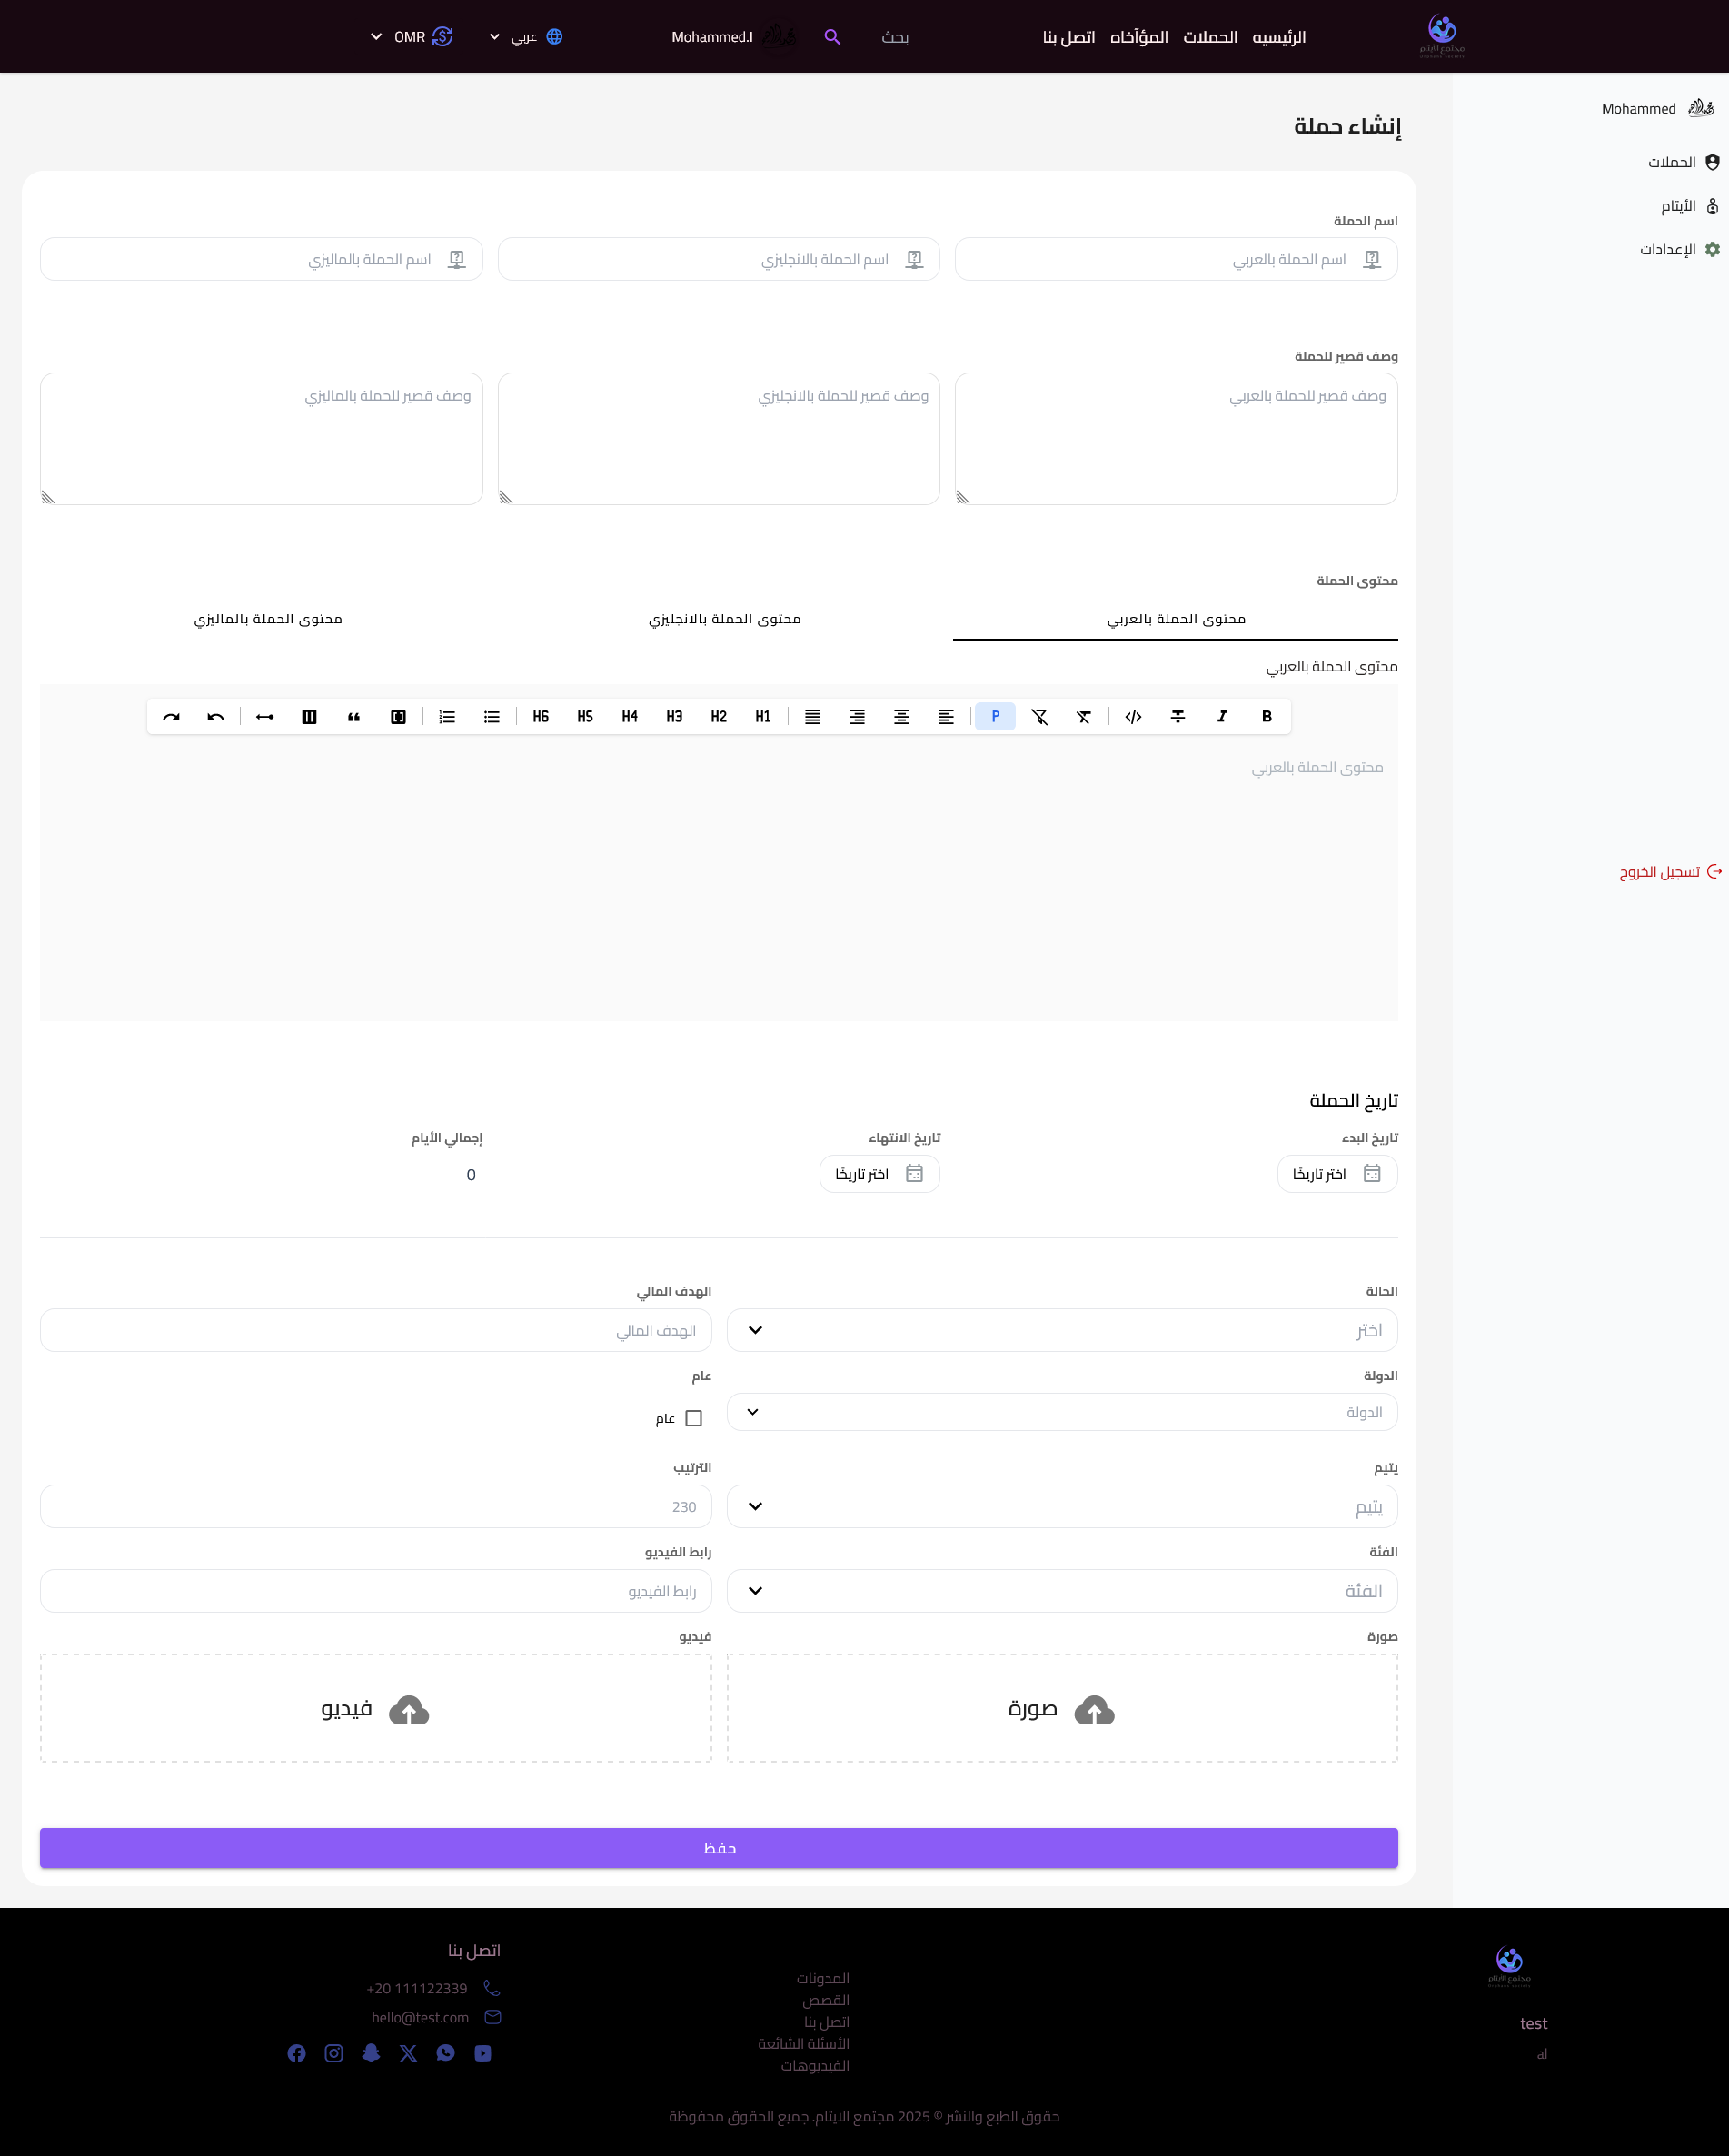 مجتمع الايتام
الرئيسيه الحملات المؤآخاه اتصل بنا
بحث
Mohammed.I
عربي
OMR
Mohammed
الحملات
الأيتام
الإعدادات
تسجيل الخروج
إنشاء حملة
اسم الحملة
اسم الحملة بالعربي
اسم الحملة بالانجليزي
اسم الحملة بالماليزي
وصف قصير للحملة
وصف قصير للحملة بالعربي
وصف قصير للحملة بالانجليزي
وصف قصير للحملة بالماليزي
محتوى الحملة
محتوى الحملة بالعربي
محتوى الحملة بالانجليزي
محتوى الحملة بالماليزي
محتوى الحملة بالعربي
B I P H1 H2 H3 H4 H5 H6
محتوى الحملة بالعربي
تاريخ الحملة
تاريخ البدء
تاريخ الانتهاء
إجمالي الأيام
اختر تاريخًا
اختر تاريخًا
0
الحالة
الهدف المالي
اختر
الهدف المالي
الدولة
عام
الدولة
عام
يتيم
الترتيب
يتيم
230
الفئة
رابط الفيديو
الفئة
رابط الفيديو
صورة
فيديو
صورة
فيديو
حفظ
مجتمع الايتام
test
al
المدونات
القصص
اتصل بنا
الأسئلة الشائعة
الفيديوهات
اتصل بنا
+20 111122339
hello@test.com
حقوق الطبع والنشر © 2025 مجتمع الايتام. جميع الحقوق محفوظة